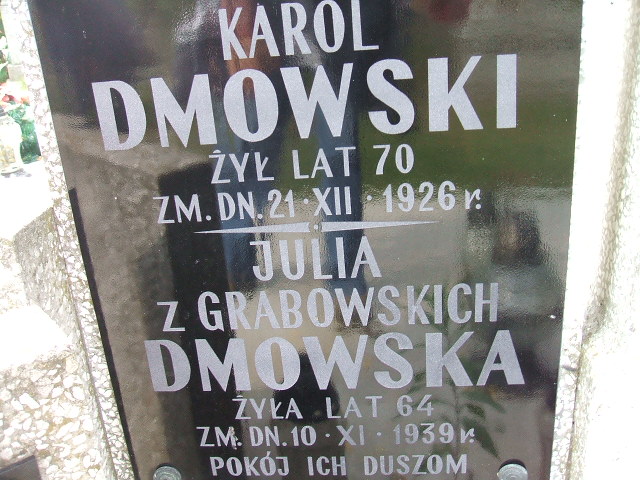 KAROL
DMOWSKI
ŻYŁ LAT 70
ZM. DN. 21 · XII · 1926 r.
JULIA
Z GRABOWSKICH
DMOWSKA
ŻYŁA LAT 64
ZM. DN. 10 · XI · 1939 r.
POKÓJ ICH DUSZOM